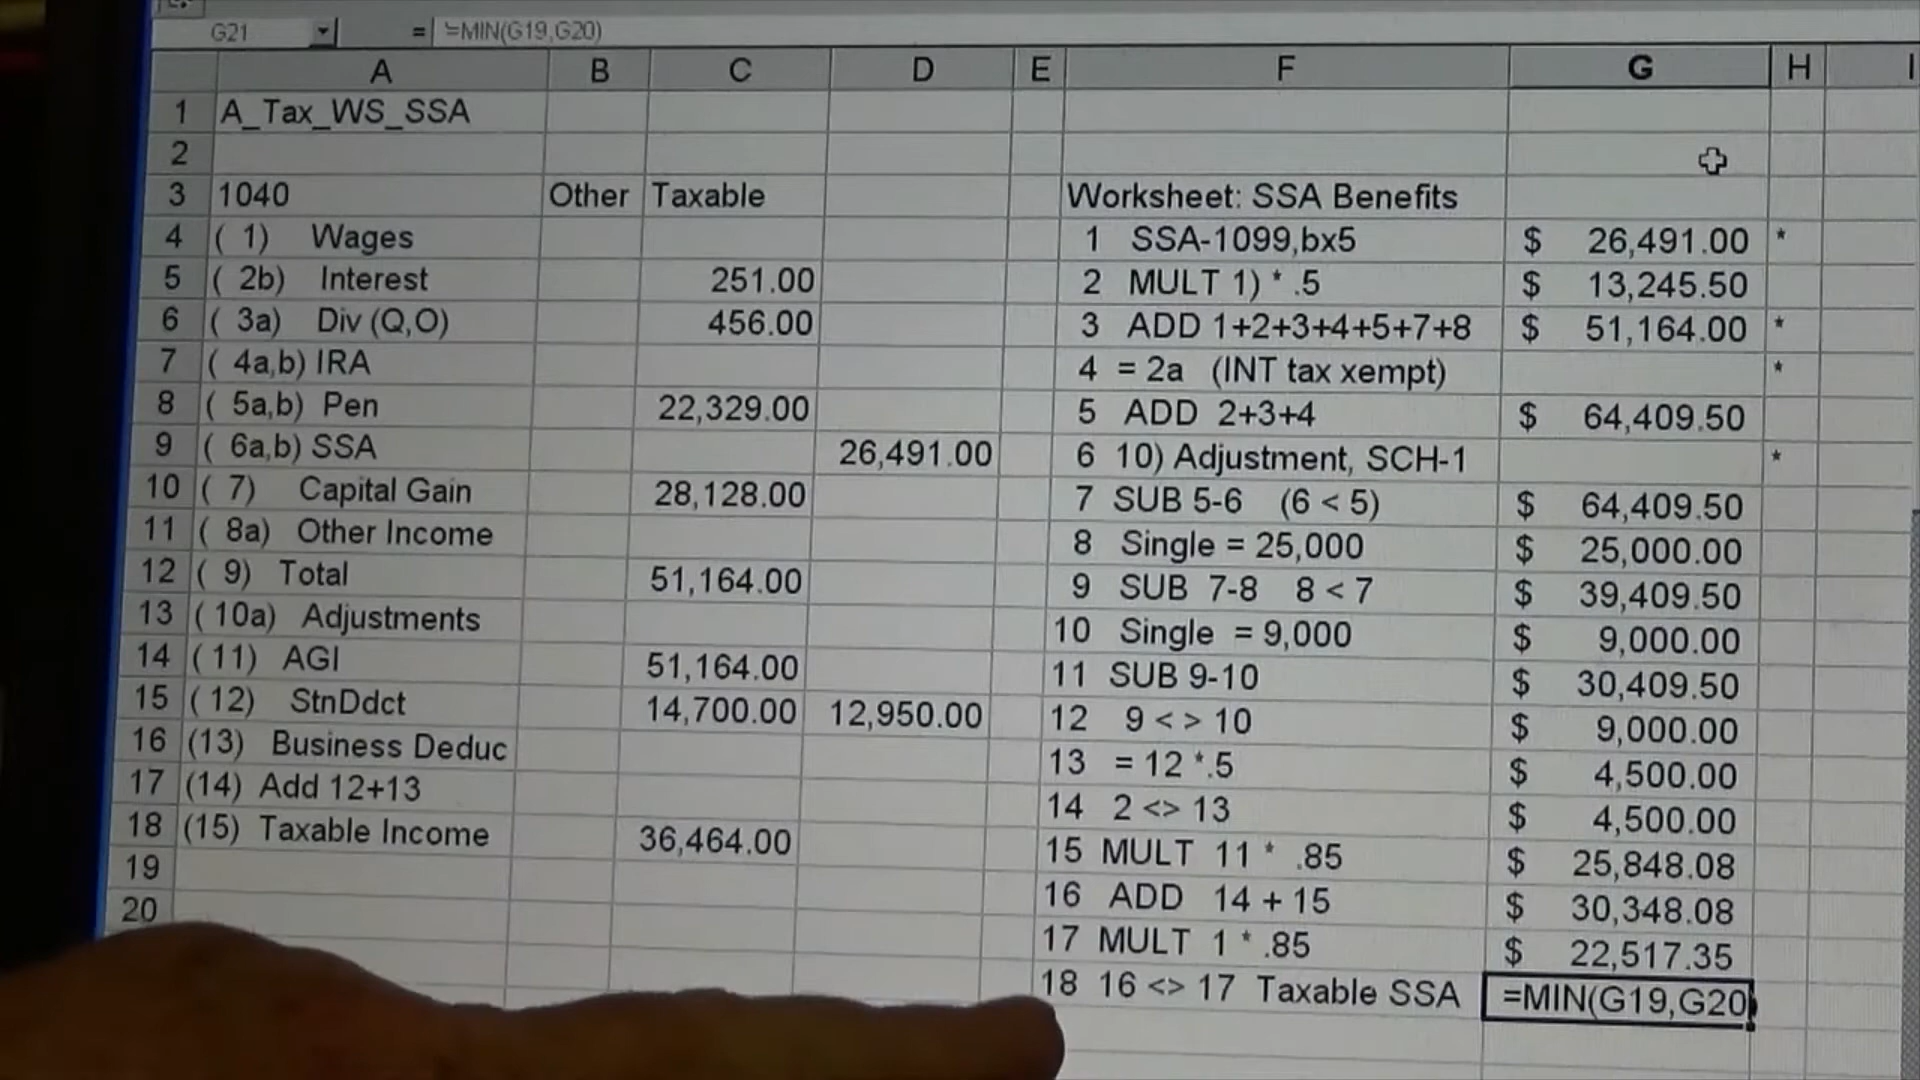 G21 = =MIN(G19,G20)
A B C D E F G H I
1 A_Tax_WS_SSA
2
3 1040 Other Taxable Worksheet: SSA Benefits
4 ( 1) Wages 1 SSA-1099,bx5 $ 26,491.00 *
5 ( 2b) Interest 251.00 2 MULT 1) * .5 $ 13,245.50
6 ( 3a) Div (Q,O) 456.00 3 ADD 1+2+3+4+5+7+8 $ 51,164.00 *
7 ( 4a,b) IRA 4 = 2a (INT tax xempt) *
8 ( 5a,b) Pen 22,329.00 5 ADD 2+3+4 $ 64,409.50
9 ( 6a,b) SSA 26,491.00 6 10) Adjustment, SCH-1 *
10 ( 7) Capital Gain 28,128.00 7 SUB 5-6 (6 < 5) $ 64,409.50
11 ( 8a) Other Income 8 Single = 25,000 $ 25,000.00
12 ( 9) Total 51,164.00 9 SUB 7-8 8 < 7 $ 39,409.50
13 ( 10a) Adjustments 10 Single = 9,000 $ 9,000.00
14 ( 11) AGI 51,164.00 11 SUB 9-10 $ 30,409.50
15 ( 12) StnDdct 14,700.00 12,950.00 12 9 < > 10 $ 9,000.00
16 (13) Business Deduc 13 = 12 *.5 $ 4,500.00
17 (14) Add 12+13 14 2 <> 13 $ 4,500.00
18 (15) Taxable Income 36,464.00 15 MULT 11 * .85 $ 25,848.08
19 16 ADD 14 + 15 $ 30,348.08
20 17 MULT 1 * .85 $ 22,517.35
18 16 <> 17 Taxable SSA =MIN(G19,G20